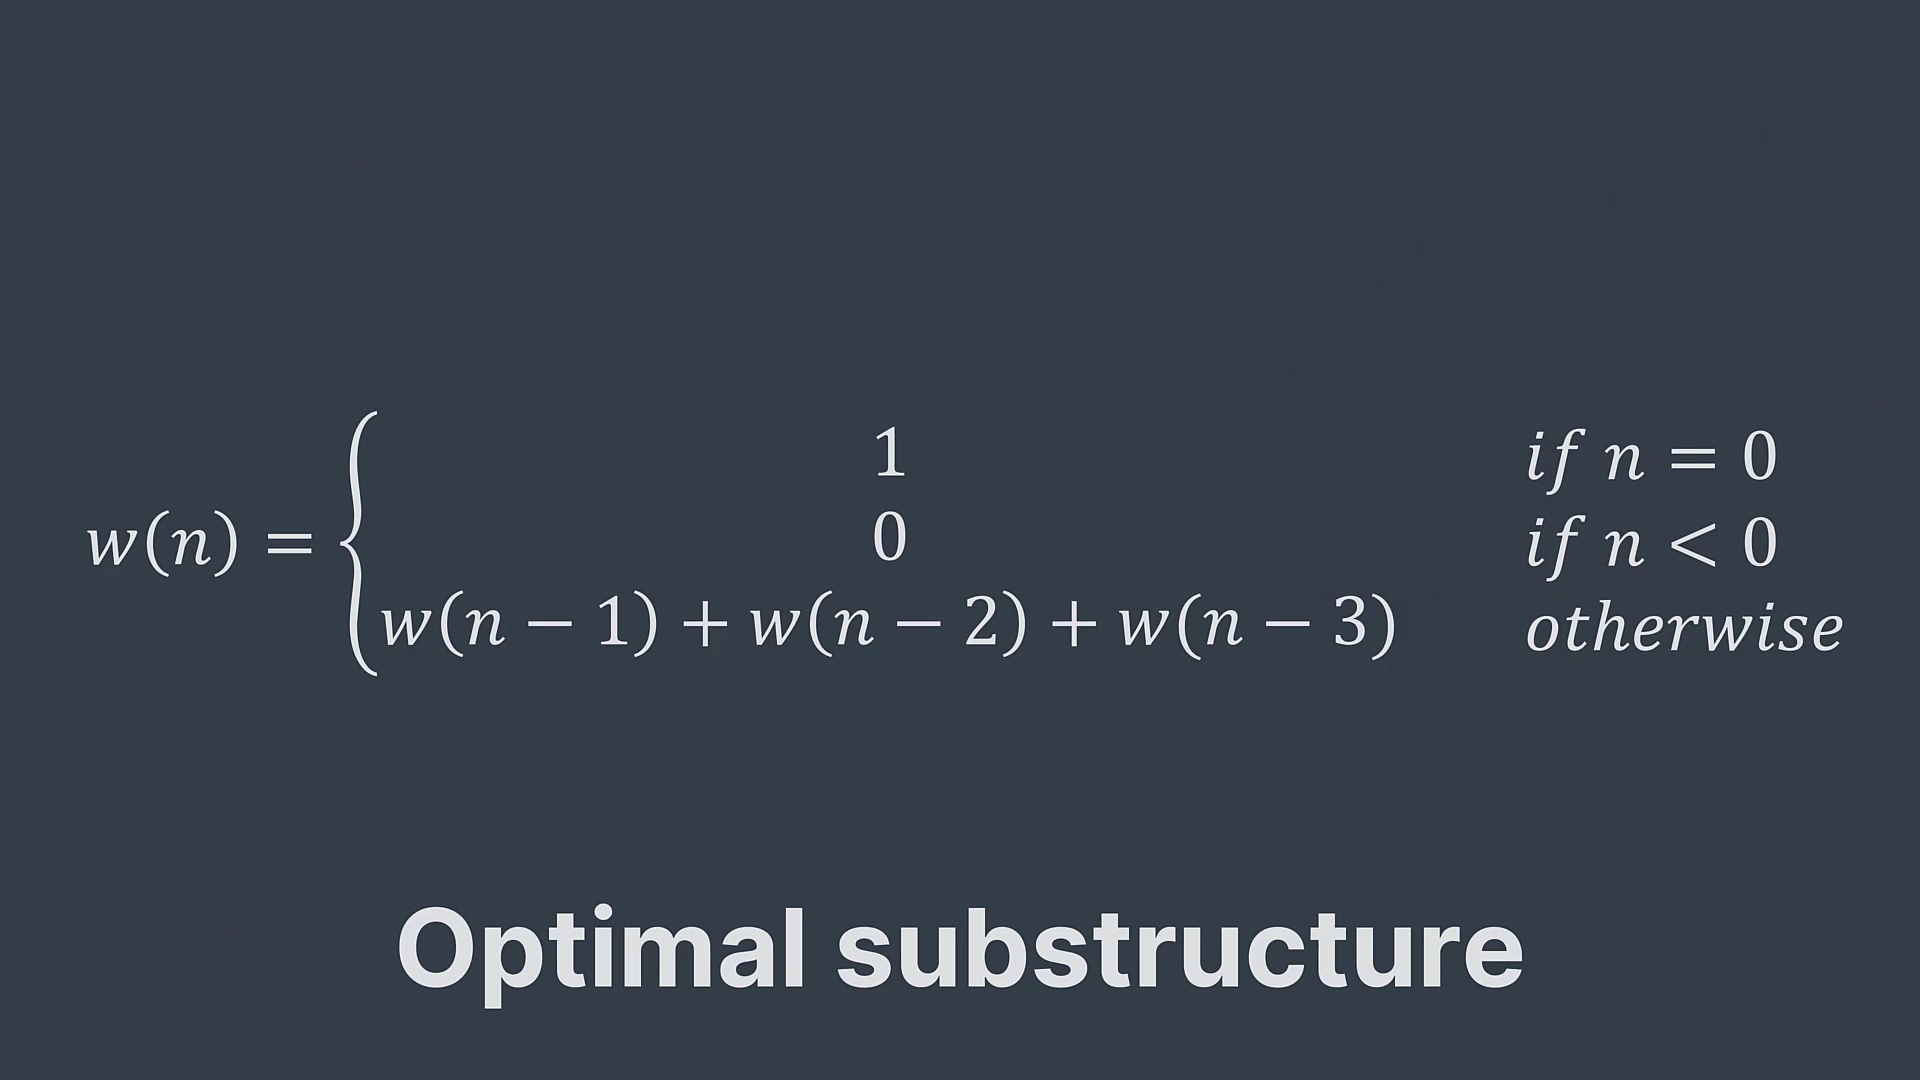 w(n) = { 1 if n = 0
0 if n < 0
w(n − 1) + w(n − 2) + w(n − 3) otherwise
Optimal substructure